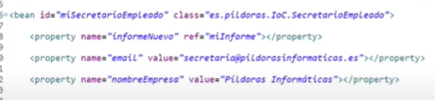 <bean id="miSecretarioEmpleado" class="es.pildoras.IoC.SecretarioEmpleado">
<property name="informeNuevo" ref="miInforme"></property>
<property name="email" value="secretario@pildorasinformaticas.es"></property>
<property name="nombreEmpresa" value="Píldoras Informáticas"></property>